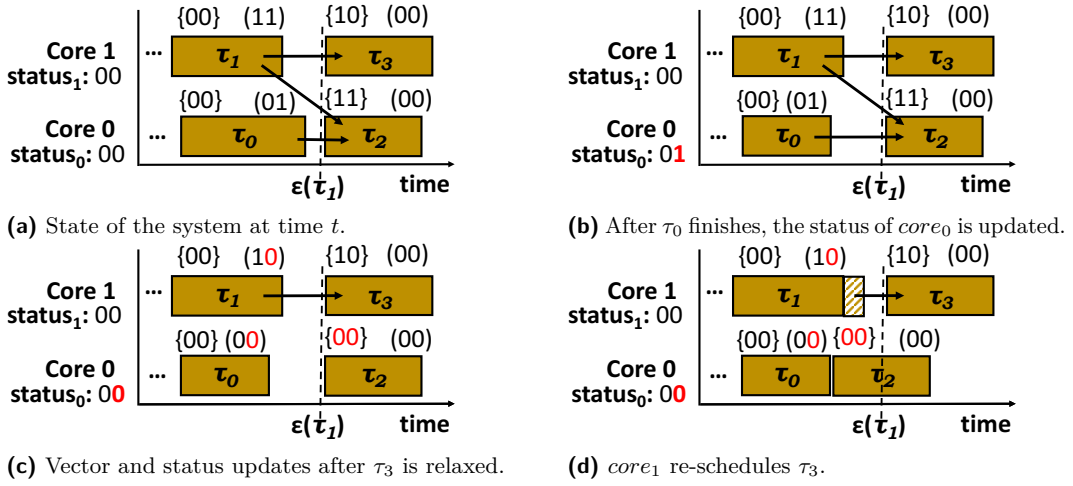 {00} (11) {10} (00)
Core 1 ... τ1 τ3
status1: 00
{00} (01) {11} (00)
Core 0 ... τ0 τ2
status0: 00
ε(τ1) time
(a) State of the system at time t.
{00} (11) {10} (00)
Core 1 ... τ1 τ3
status1: 00
{00} (01) {11} (00)
Core 0 ... τ0 τ2
status0: 01
ε(τ1) time
(b) After τ0 finishes, the status of core0 is updated.
{00} (10) {10} (00)
Core 1 ... τ1 τ3
status1: 00
{00} (00) {00} (00)
Core 0 ... τ0 τ2
status0: 00
ε(τ1) time
(c) Vector and status updates after τ3 is relaxed.
{00} (10) {10} (00)
Core 1 ... τ1 τ3
status1: 00
{00} (00) {00} (00)
Core 0 ... τ0 τ2
status0: 00
ε(τ1) time
(d) core1 re-schedules τ3.